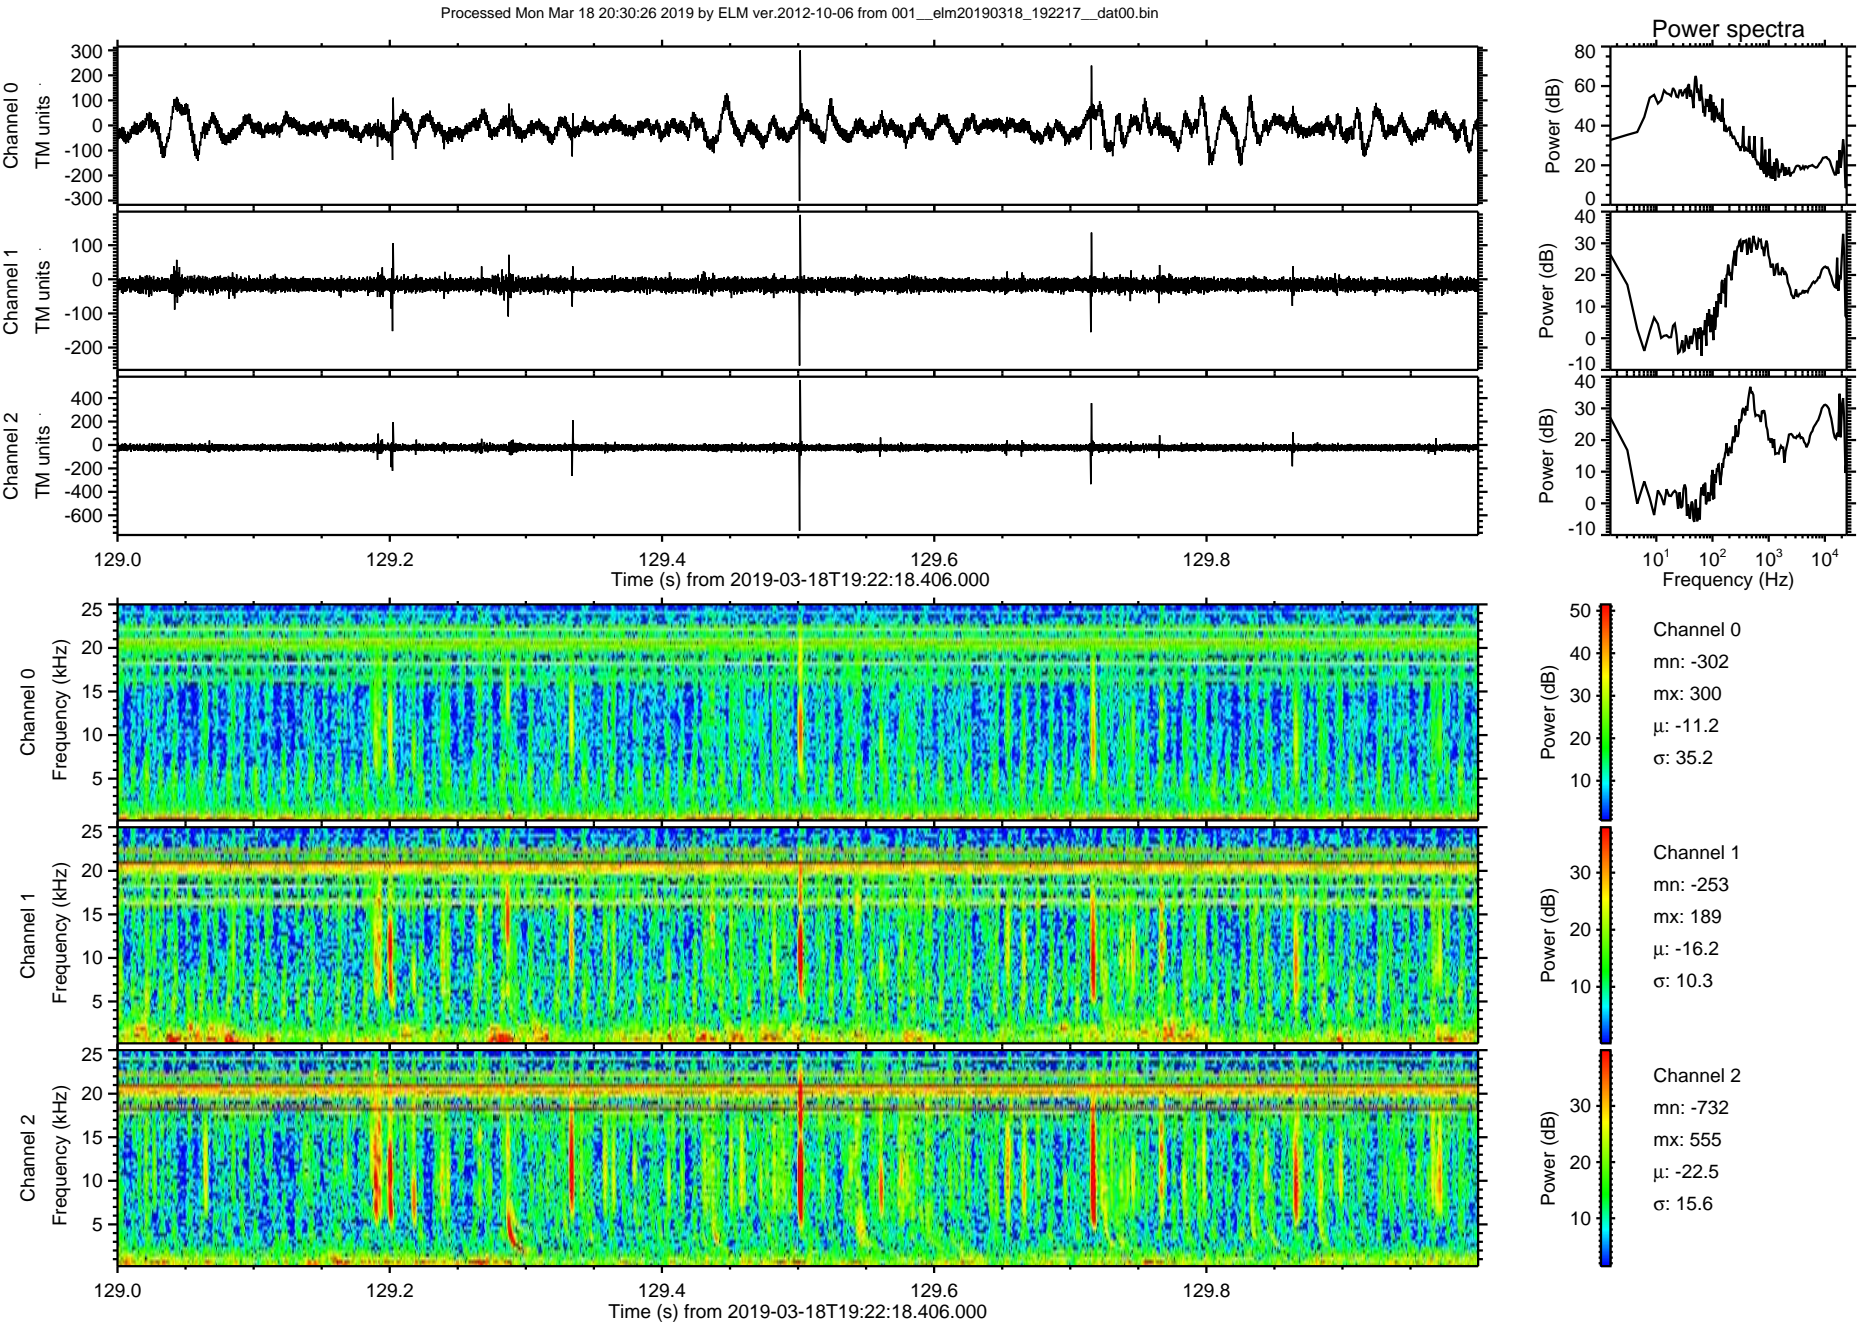 Processed Mon Mar 18 20:30:26 2019 by ELM ver.2012-10-06 from 001__elm20190318_192217__dat00.bin
Power spectra
Channel 0
TM units
300
200
100
0
-100
-200
-300
Power (dB)
80
60
40
20
0
Channel 1
TM units
100
0
-100
-200
Power (dB)
40
30
20
10
0
-10
Channel 2
TM units
400
200
0
-200
-400
-600
Power (dB)
40
30
20
10
0
-10
129.0 129.2 129.4 129.6 129.8
Time (s) from 2019-03-18T19:22:18.406.000
10¹ 10² 10³ 10⁴
Frequency (Hz)
Channel 0
Frequency (kHz)
25
20
15
10
5
Power (dB)
50
40
30
20
10
Channel 0
mn: -302
mx: 300
μ: -11.2
σ: 35.2
Channel 1
Frequency (kHz)
25
20
15
10
5
Power (dB)
30
20
10
Channel 1
mn: -253
mx: 189
μ: -16.2
σ: 10.3
Channel 2
Frequency (kHz)
25
20
15
10
5
Power (dB)
30
20
10
Channel 2
mn: -732
mx: 555
μ: -22.5
σ: 15.6
129.0 129.2 129.4 129.6 129.8
Time (s) from 2019-03-18T19:22:18.406.000